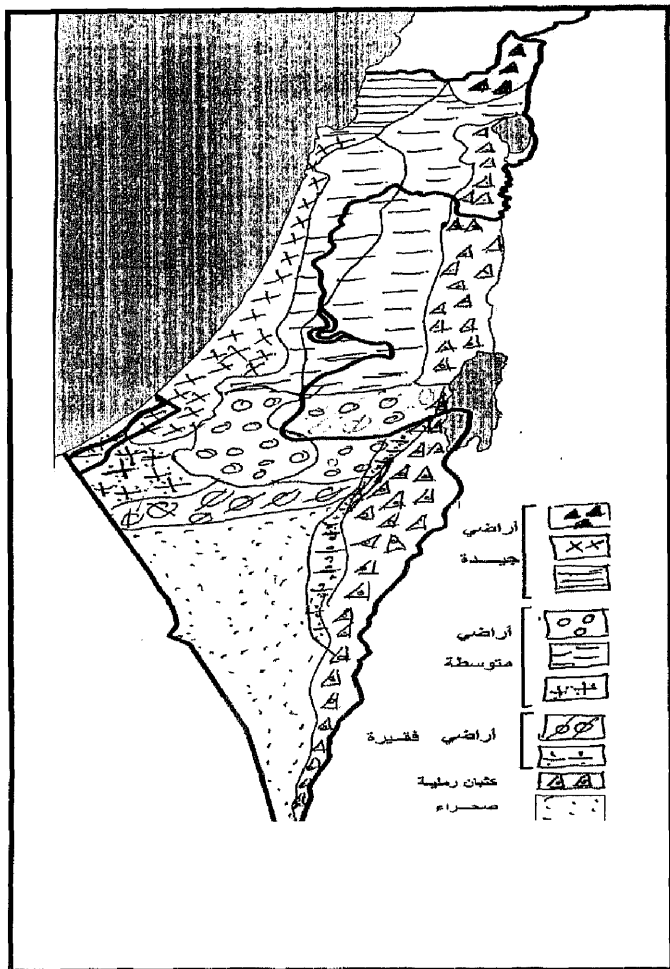 أراضي
جيدة
أراضي
متوسطة
أراضي فقيرة
كثبان رملية
صحراء